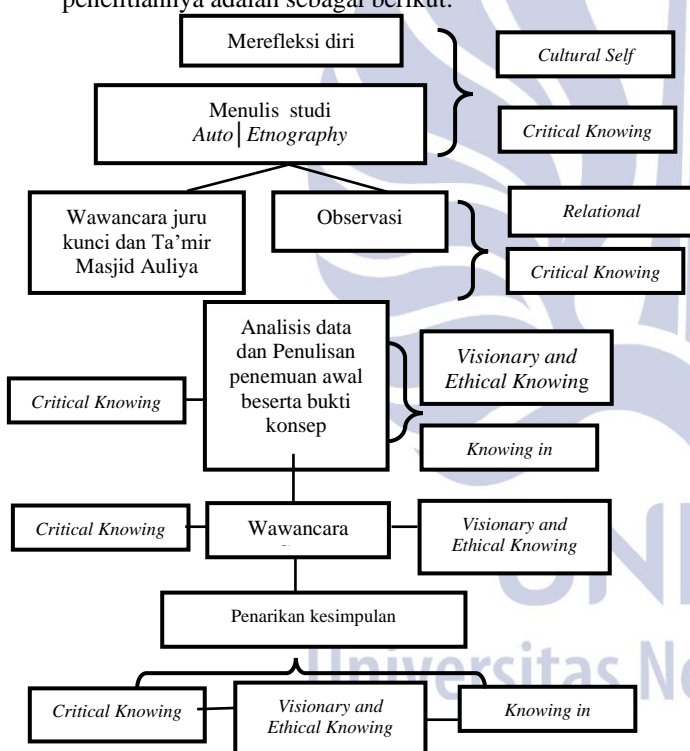 penelitiannya adalah sebagai berikut.
Merefleksi diri
Cultural Self
Menulis studi
Auto│Etnography
Critical Knowing
Wawancara juru
kunci dan Ta’mir
Masjid Auliya
Observasi
Relational
Critical Knowing
Analisis data
dan Penulisan
penemuan awal
beserta bukti
konsep
Visionary and
Ethical Knowing
Critical Knowing
Knowing in
Critical Knowing
Wawancara
Visionary and
Ethical Knowing
Penarikan kesimpulan
Critical Knowing
Visionary and
Ethical Knowing
Knowing in
UN
Universitas Ne